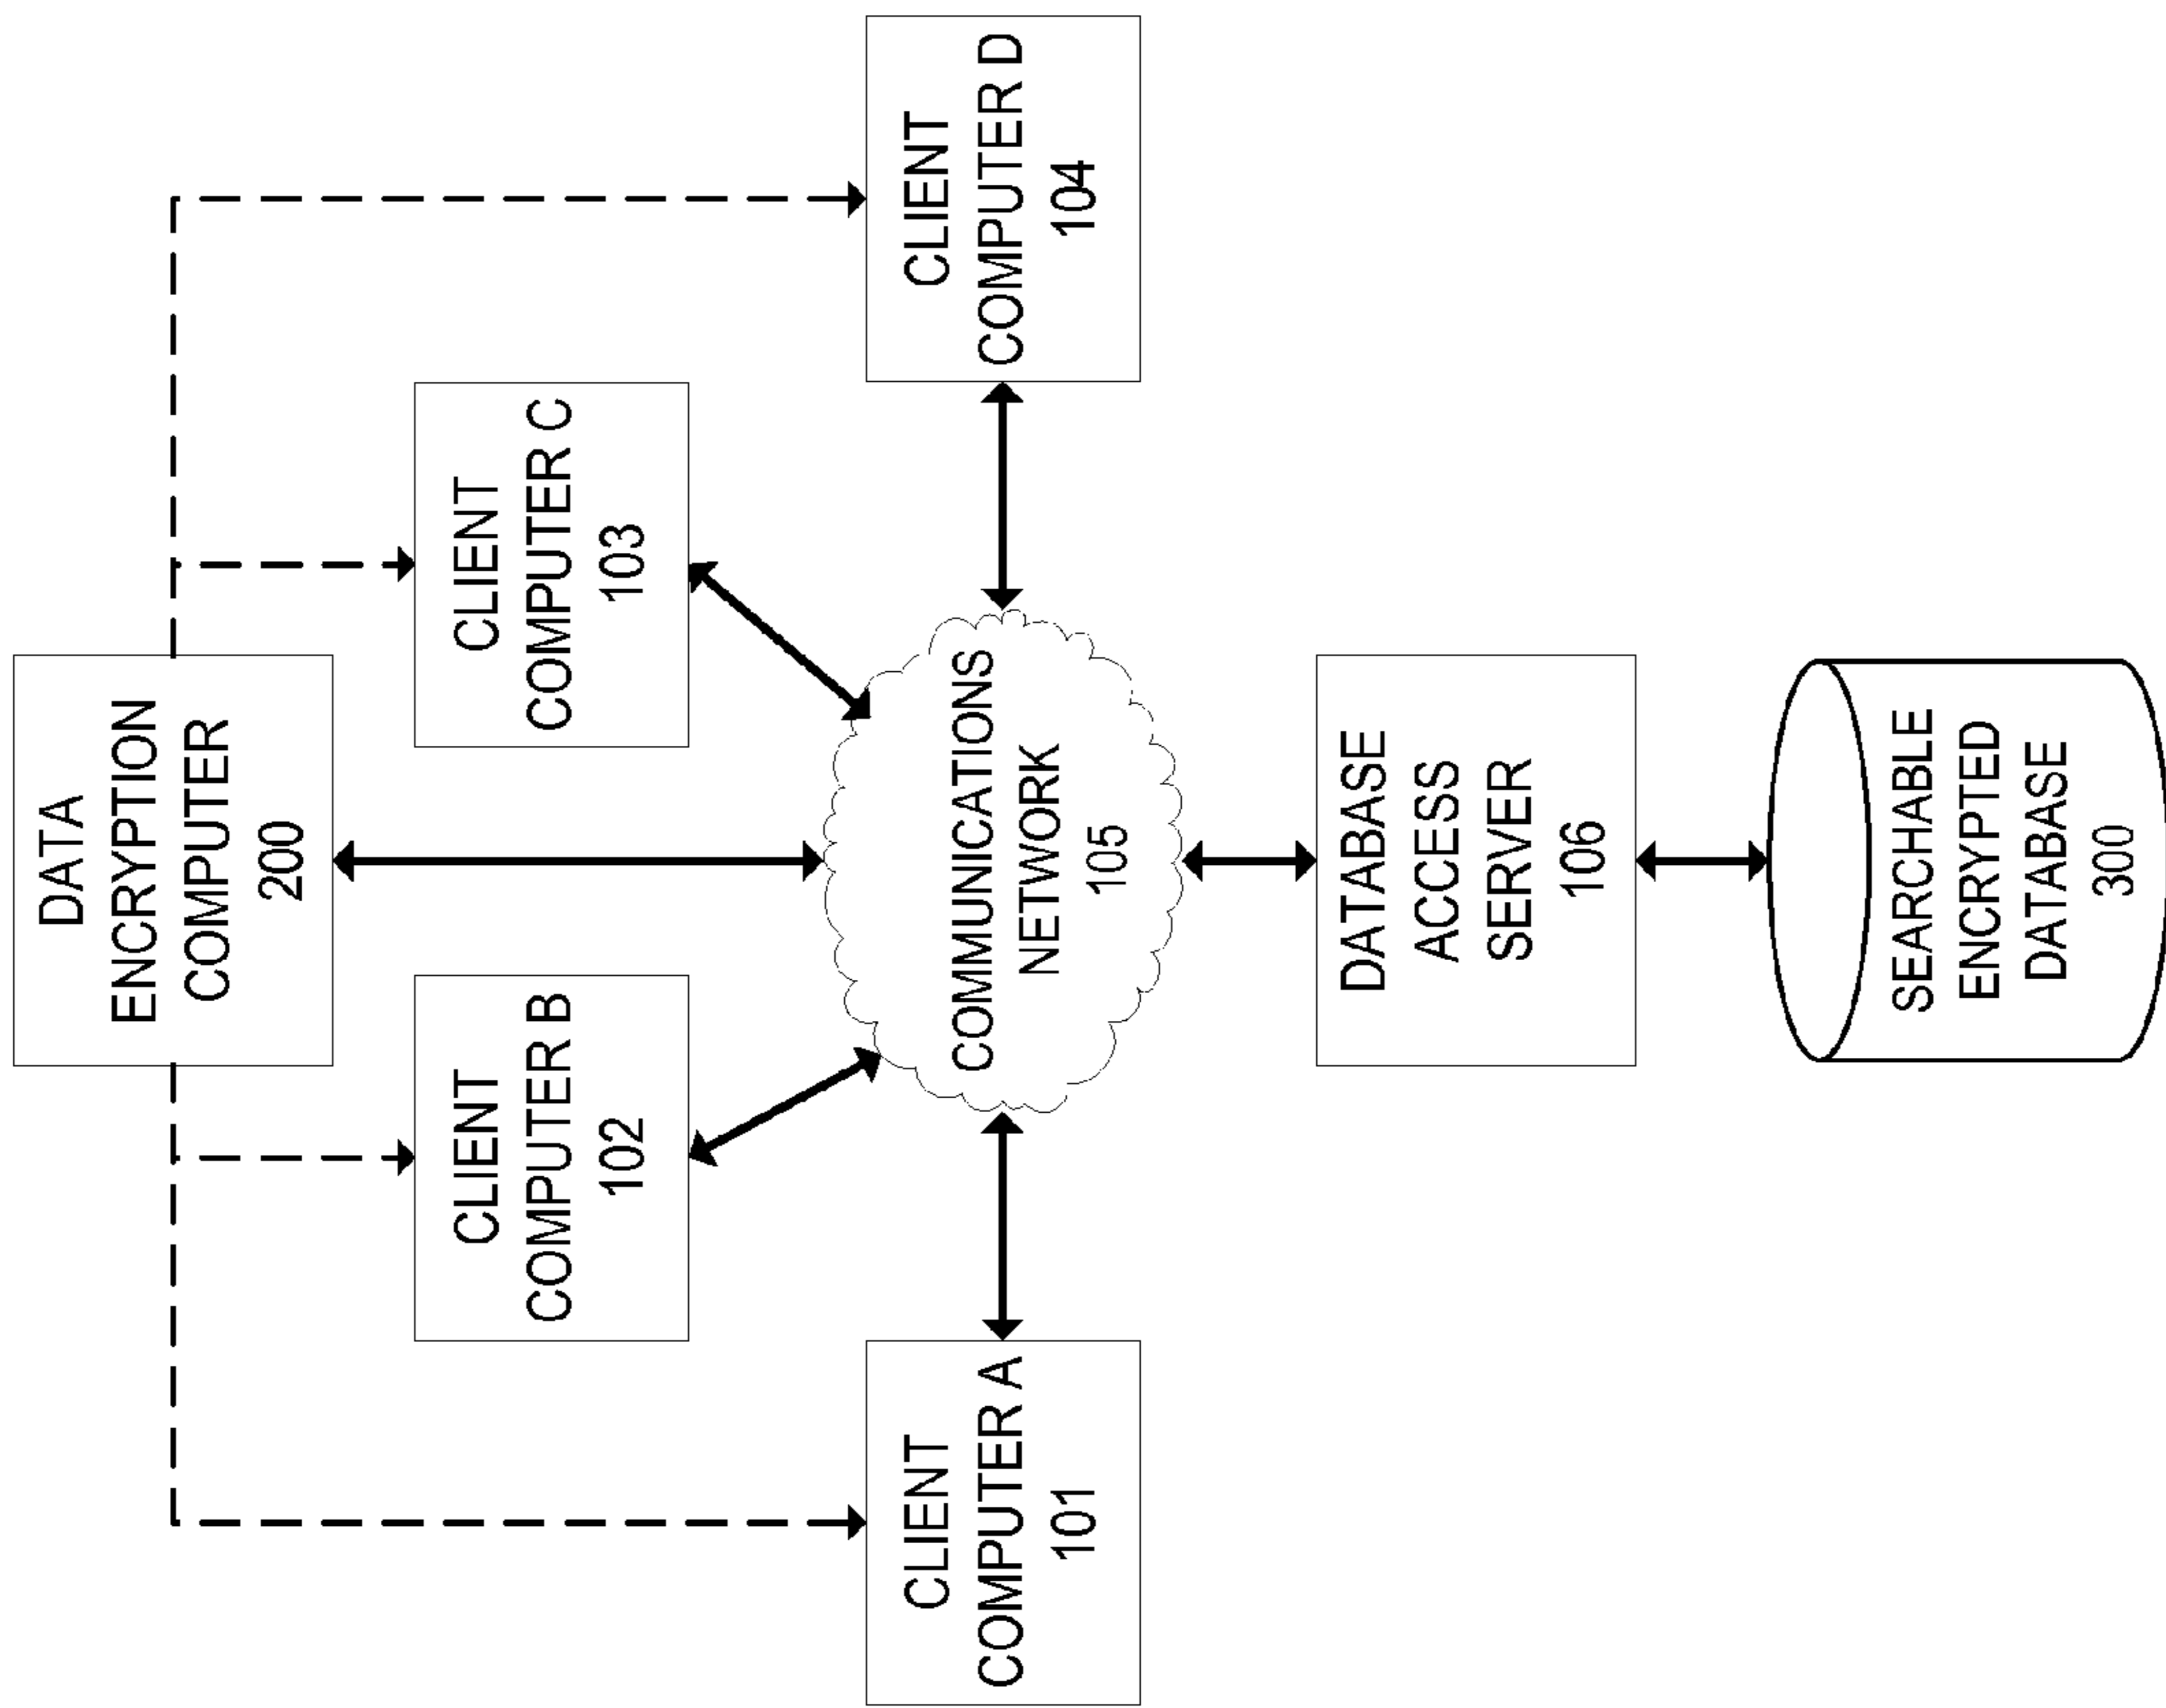 DATA
ENCRYPTION
COMPUTER
200
CLIENT
COMPUTER B
102
CLIENT
COMPUTER C
103
CLIENT
COMPUTER A
101
COMMUNICATIONS
NETWORK
105
CLIENT
COMPUTER D
104
DATABASE
ACCESS
SERVER
106
SEARCHABLE
ENCRYPTED
DATABASE
300